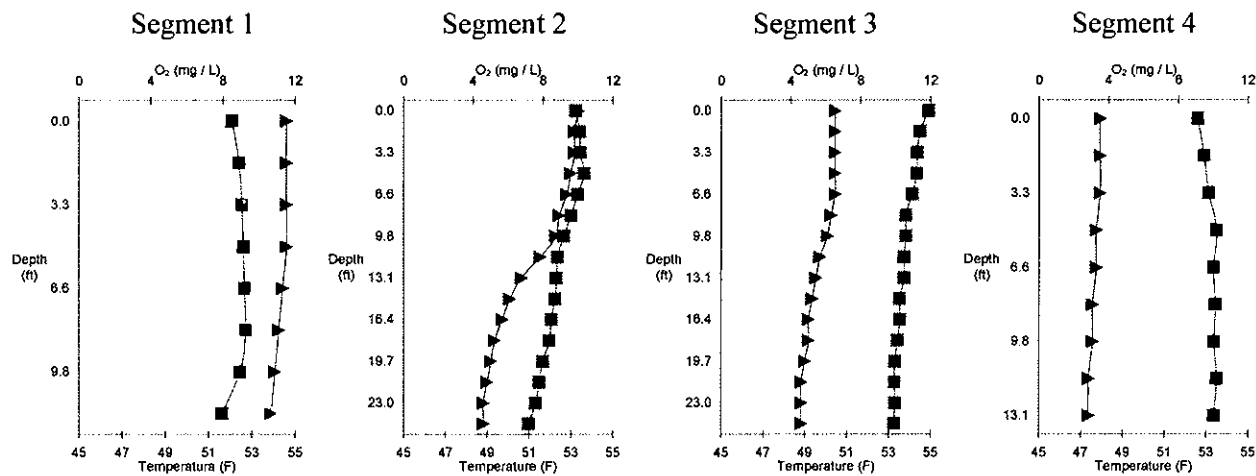 Segment 1
O₂ (mg / L)
0 4 8 12
0.0
3.3
Depth
(ft)
6.6
9.8
45 47 49 51 53 55
Temperatura (F)
Segment 2
O₂ (mg / L)
0 4 8 12
0.0
3.3
6.6
9.8
Depth
(ft)
13.1
16.4
19.7
23.0
45 47 49 51 53 55
Temperature (F)
Segment 3
O₂ (mg / L)
0 4 8 12
0.0
3.3
6.6
9.8
Depth
(ft)
13.1
16.4
19.7
23.0
45 47 49 51 53 55
Temperature (F)
Segment 4
O₂ (mg / L)
0 4 12
0.0
3.3
Depth
(ft)
6.6
9.8
13.1
45 47 49 51 53 55
Temperature (F)